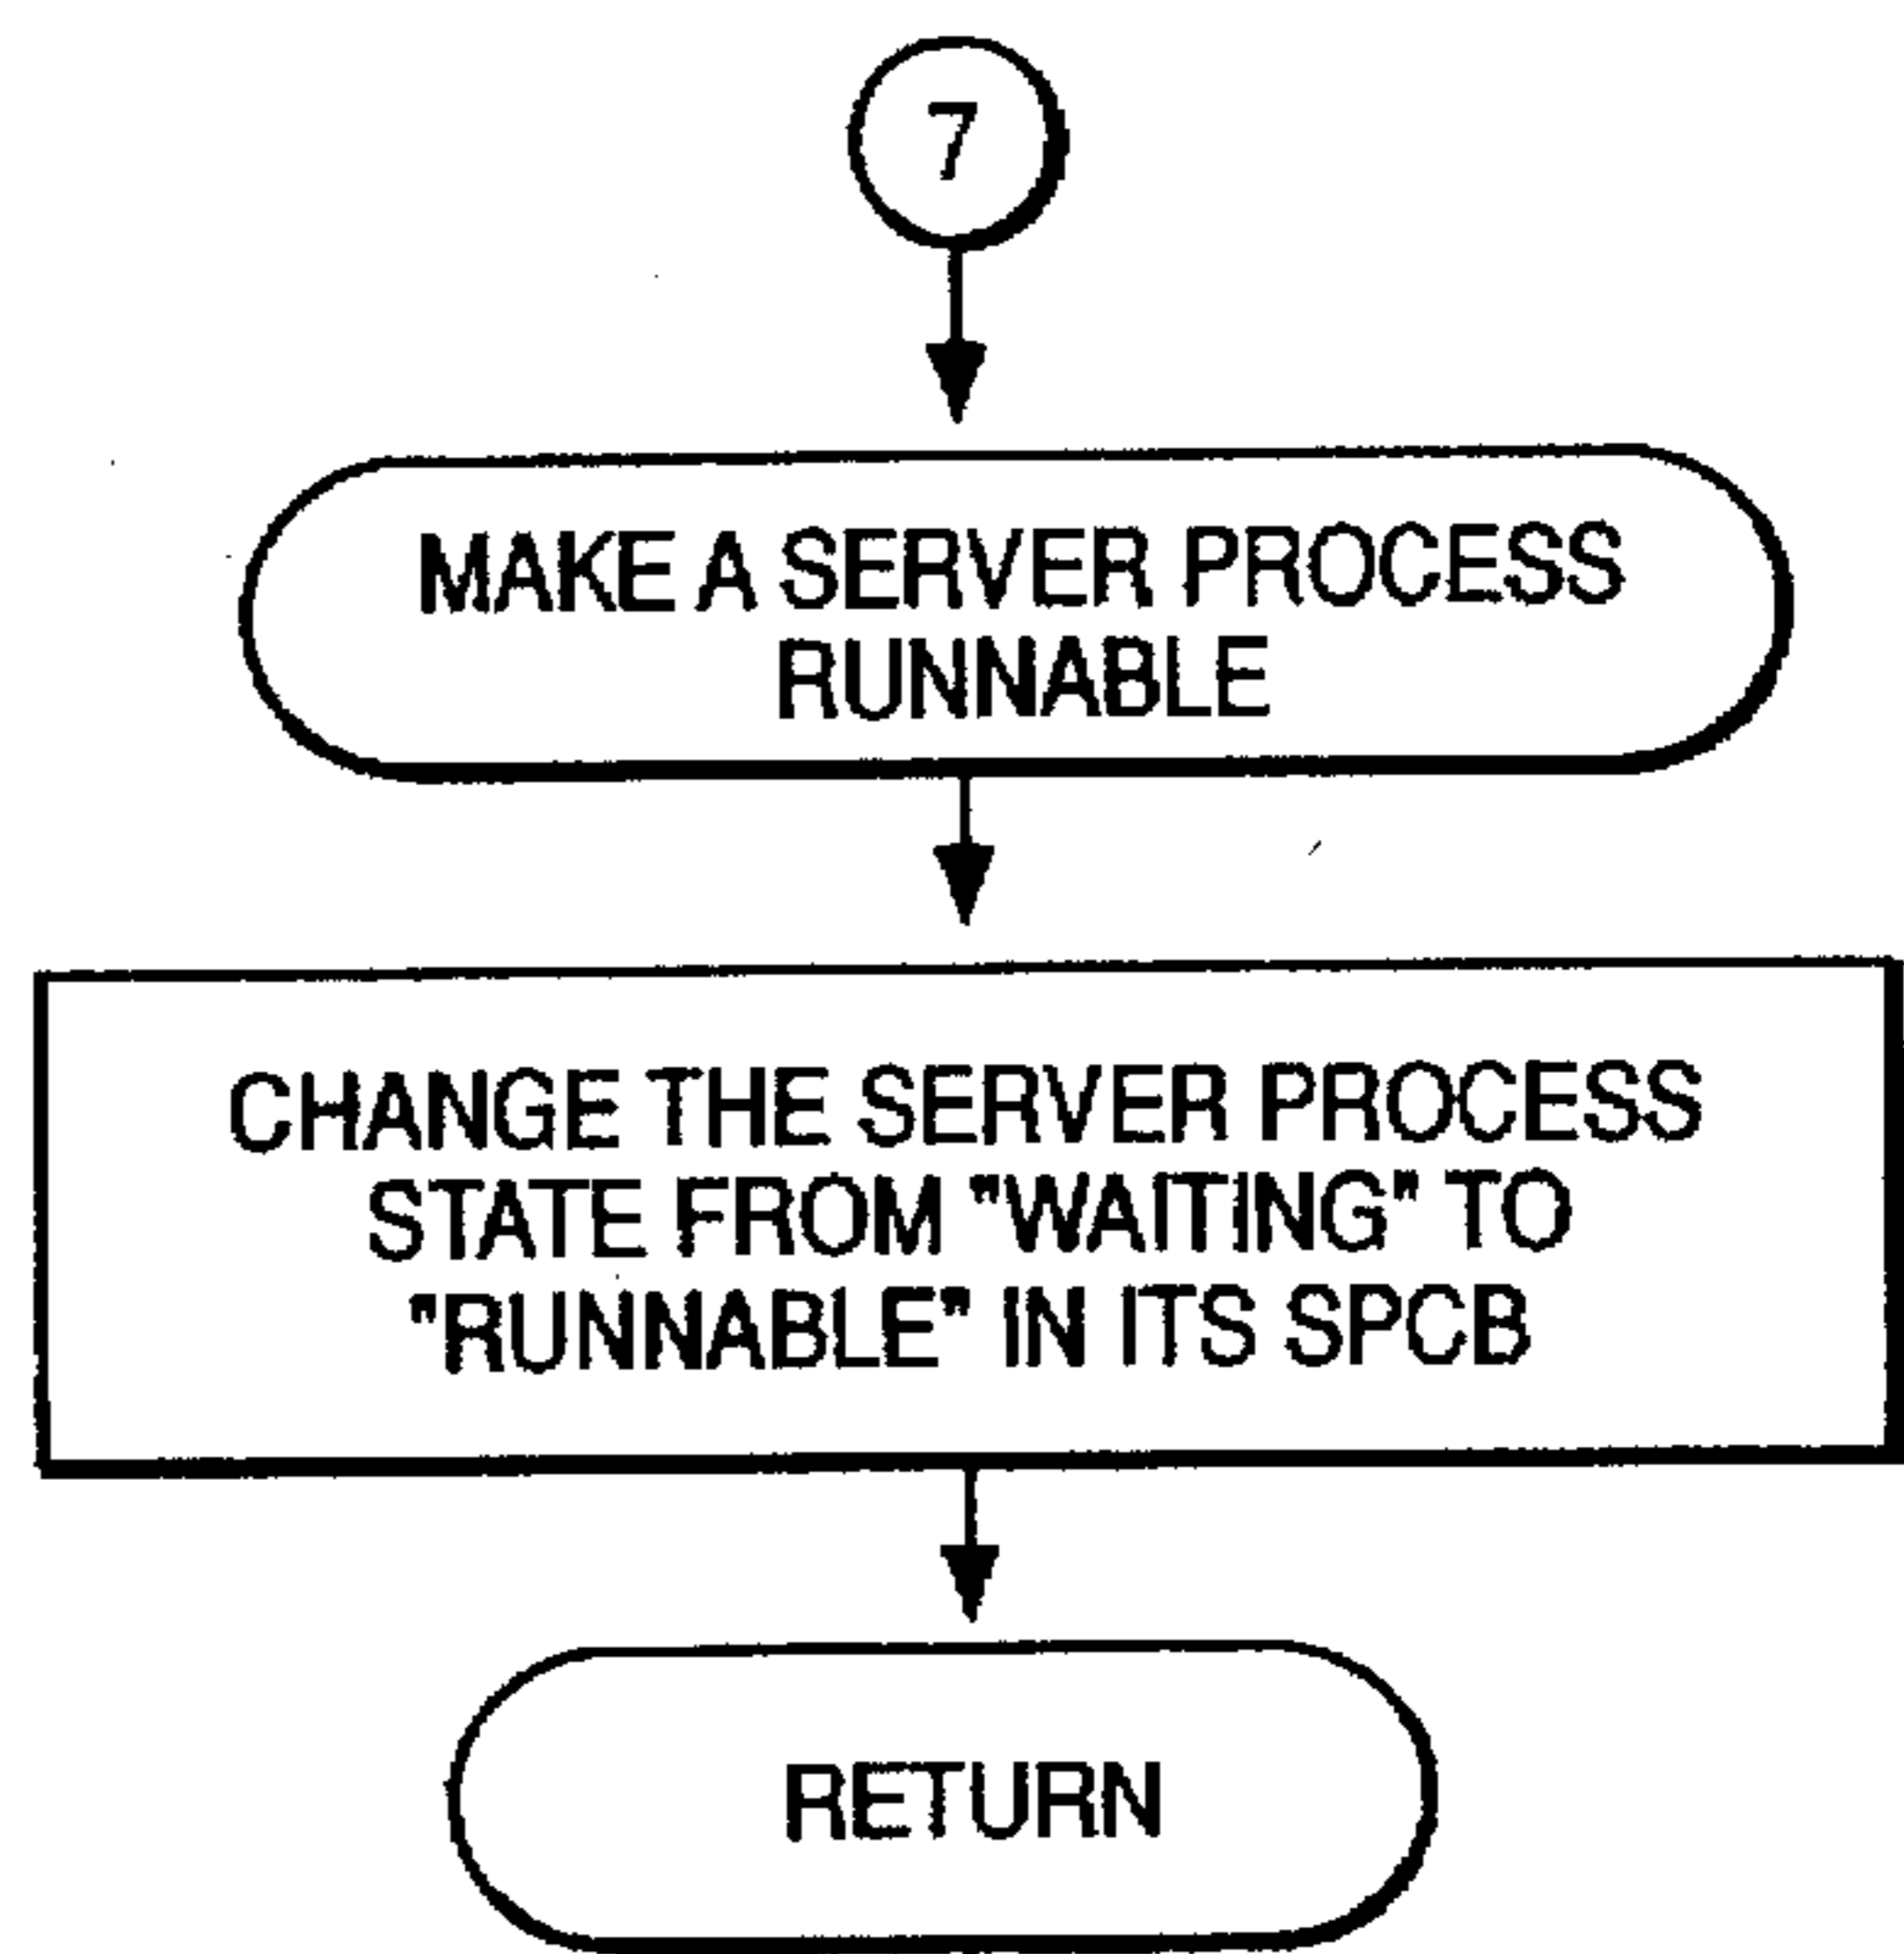 7
MAKE A SERVER PROCESS
RUNNABLE
CHANGE THE SERVER PROCESS
STATE FROM "WAITING" TO
"RUNNABLE" IN ITS SPCB
RETURN